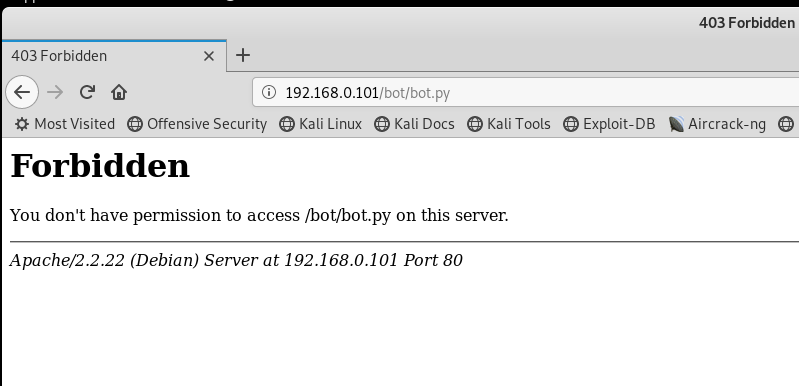 403 Forbidden
403 Forbidden
192.168.0.101/bot/bot.py
Most Visited Offensive Security Kali Linux Kali Docs Kali Tools Exploit-DB Aircrack-ng
Forbidden
You don't have permission to access /bot/bot.py on this server.
Apache/2.2.22 (Debian) Server at 192.168.0.101 Port 80